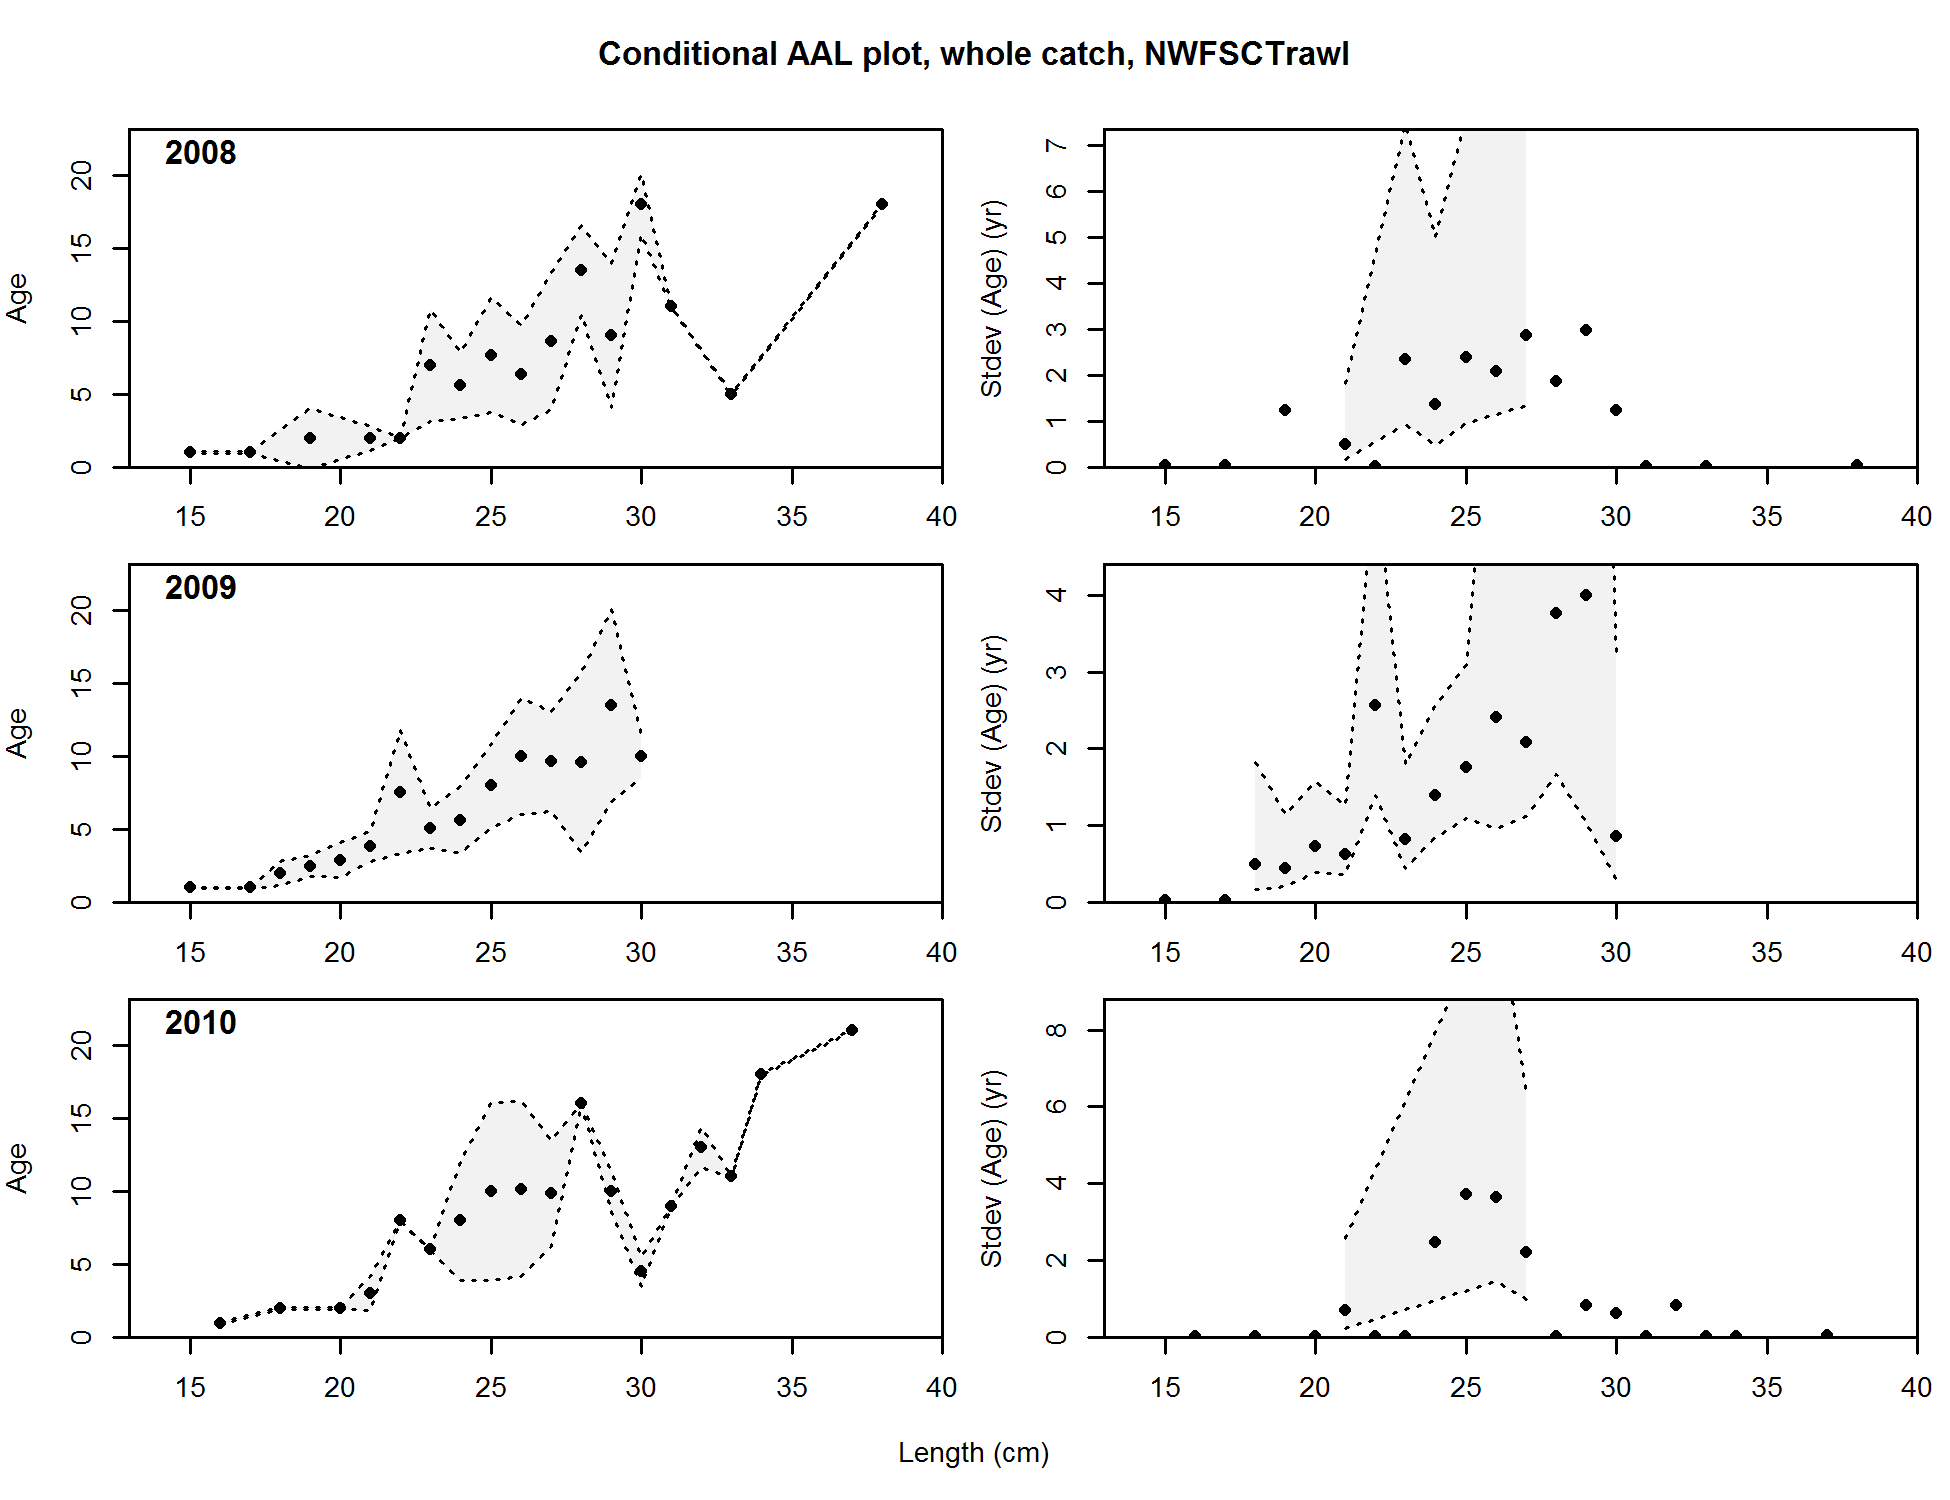 Conditional AAL plot, whole catch, NWFSCTrawl
2008
Age
0 5 10 15 20
15 20 25 30 35 40
Stdev (Age) (yr)
0 1 2 3 4 5 6 7
15 20 25 30 35 40
2009
Age
0 5 10 15 20
15 20 25 30 35 40
Stdev (Age) (yr)
0 1 2 3 4
15 20 25 30 35 40
2010
Age
0 5 10 15 20
15 20 25 30 35 40
Stdev (Age) (yr)
0 2 4 6 8
15 20 25 30 35 40
Length (cm)